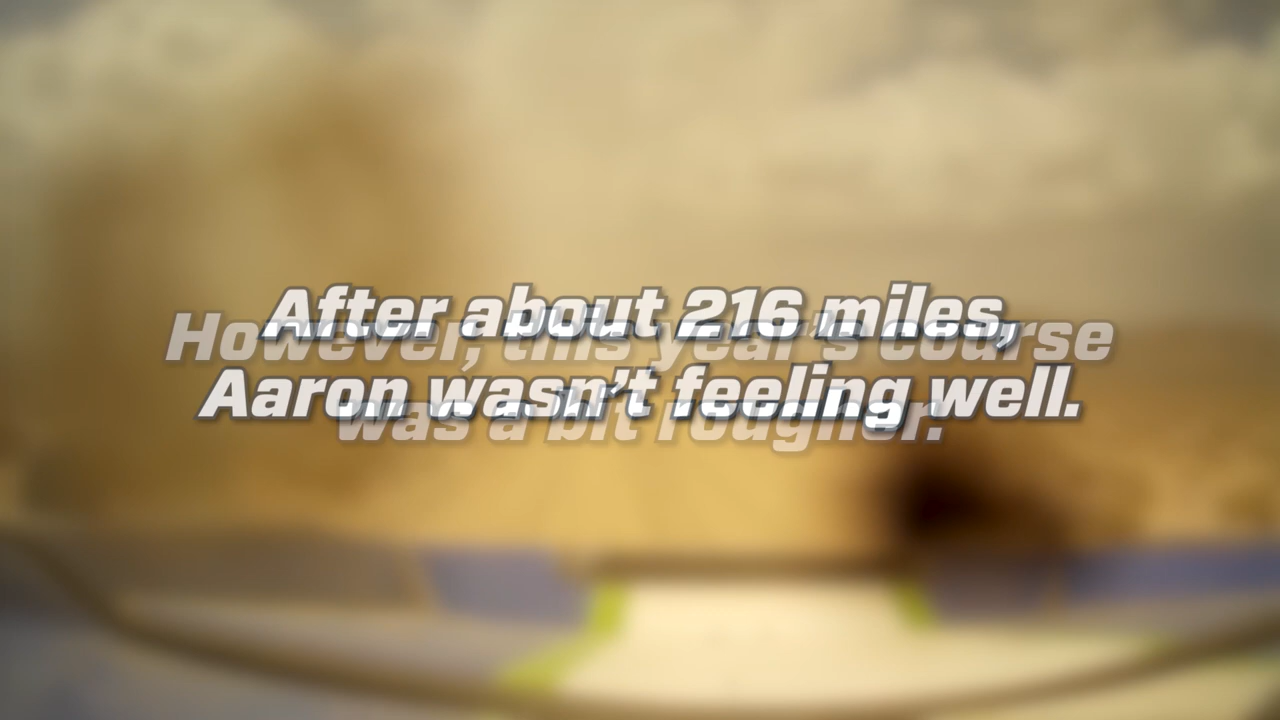 After about 216 miles,
However, this year's course
Aaron wasn't feeling well.
was a bit rougher.